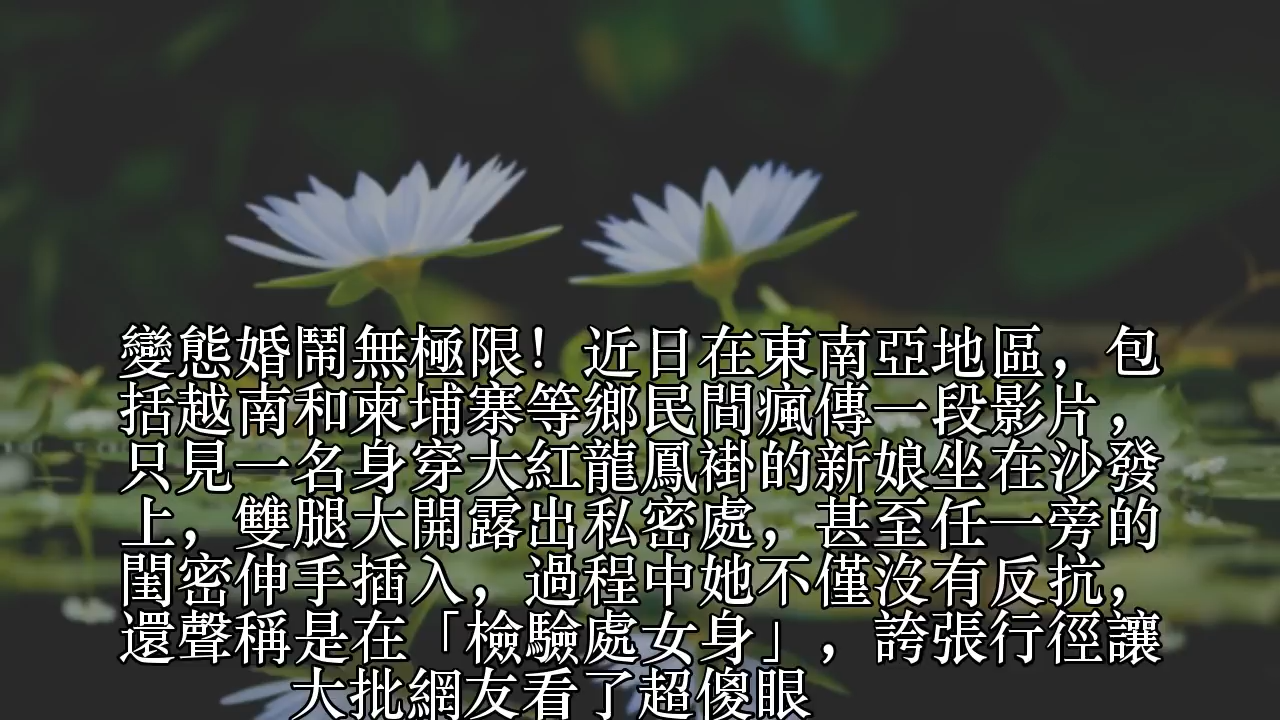 變態婚鬧無極限！近日在東南亞地區，包
括越南和柬埔寨等鄉民間瘋傳一段影片，
只見一名身穿大紅龍鳳褂的新娘坐在沙發
上，雙腿大開露出私密處，甚至任一旁的
閨密伸手插入，過程中她不僅沒有反抗，
還聲稱是在「檢驗處女身」，誇張行徑讓
大批網友看了超傻眼